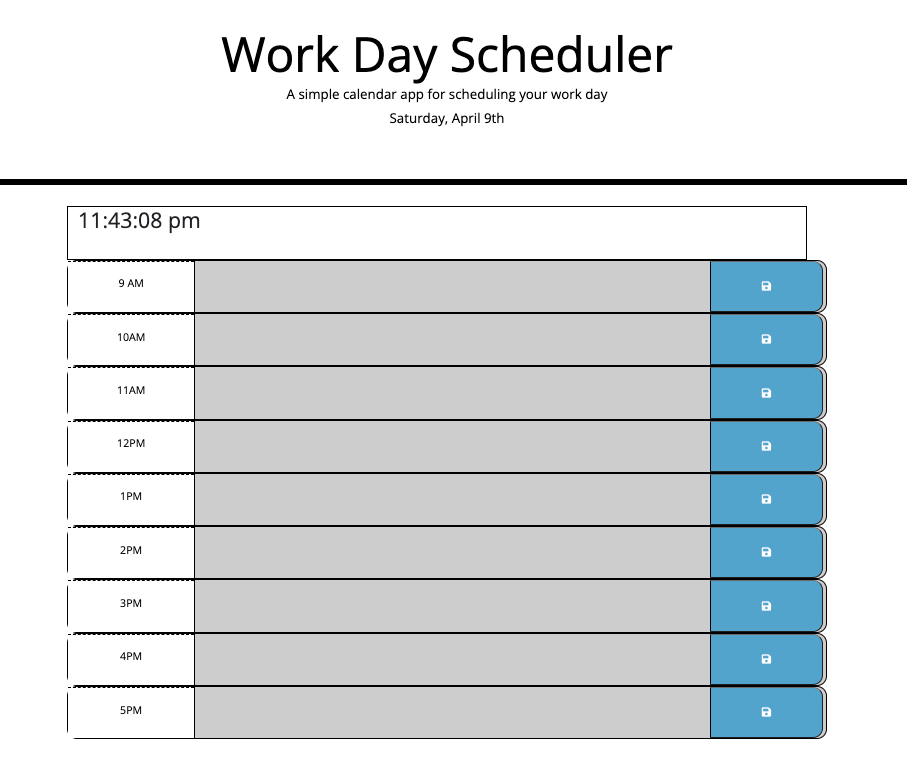 Work Day Scheduler
A simple calendar app for scheduling your work day
Saturday, April 9th
11:43:08 pm
9 AM
10AM
11AM
12PM
1PM
2PM
3PM
4PM
5PM